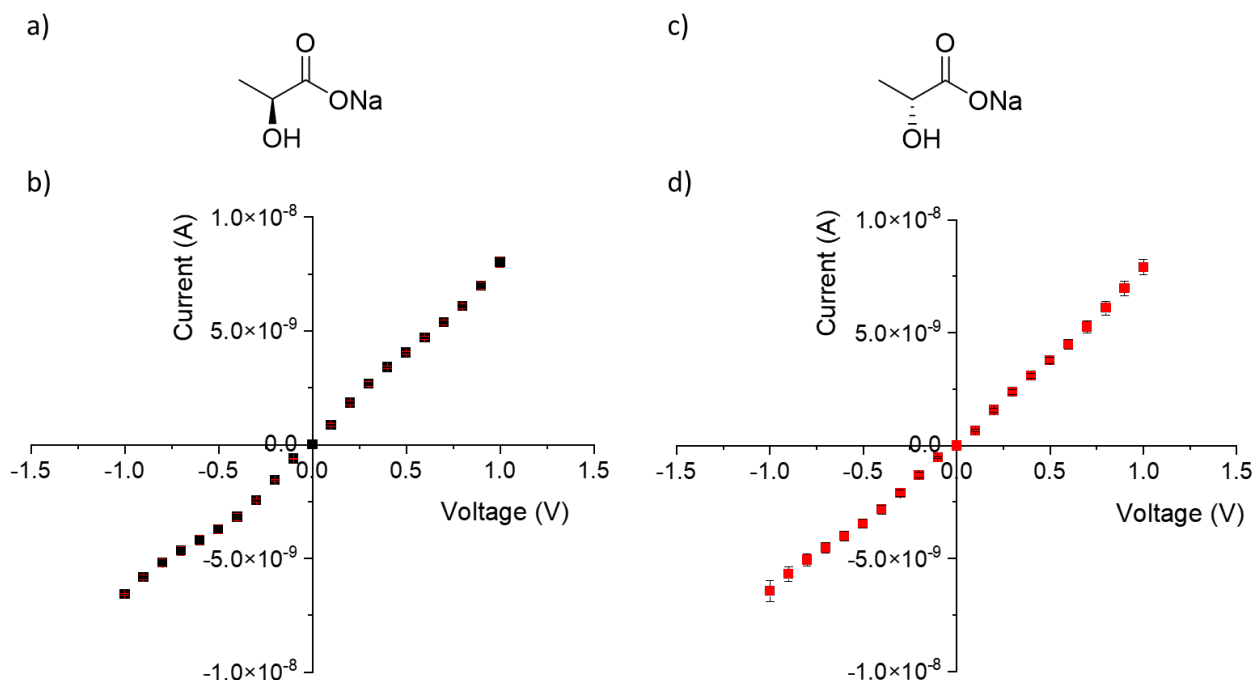 a)
O
ONa
OH
b)
Current (A)
1.0×10⁻⁸
5.0×10⁻⁹
0.0
-1.5
-1.0
-0.5
0.0
0.5
1.0
1.5
Voltage (V)
-5.0×10⁻⁹
-1.0×10⁻⁸
c)
O
ONa
OH
d)
Current (A)
1.0×10⁻⁸
5.0×10⁻⁹
0.0
-1.5
-1.0
-0.5
0.0
0.5
1.0
1.5
Voltage (V)
-5.0×10⁻⁹
-1.0×10⁻⁸